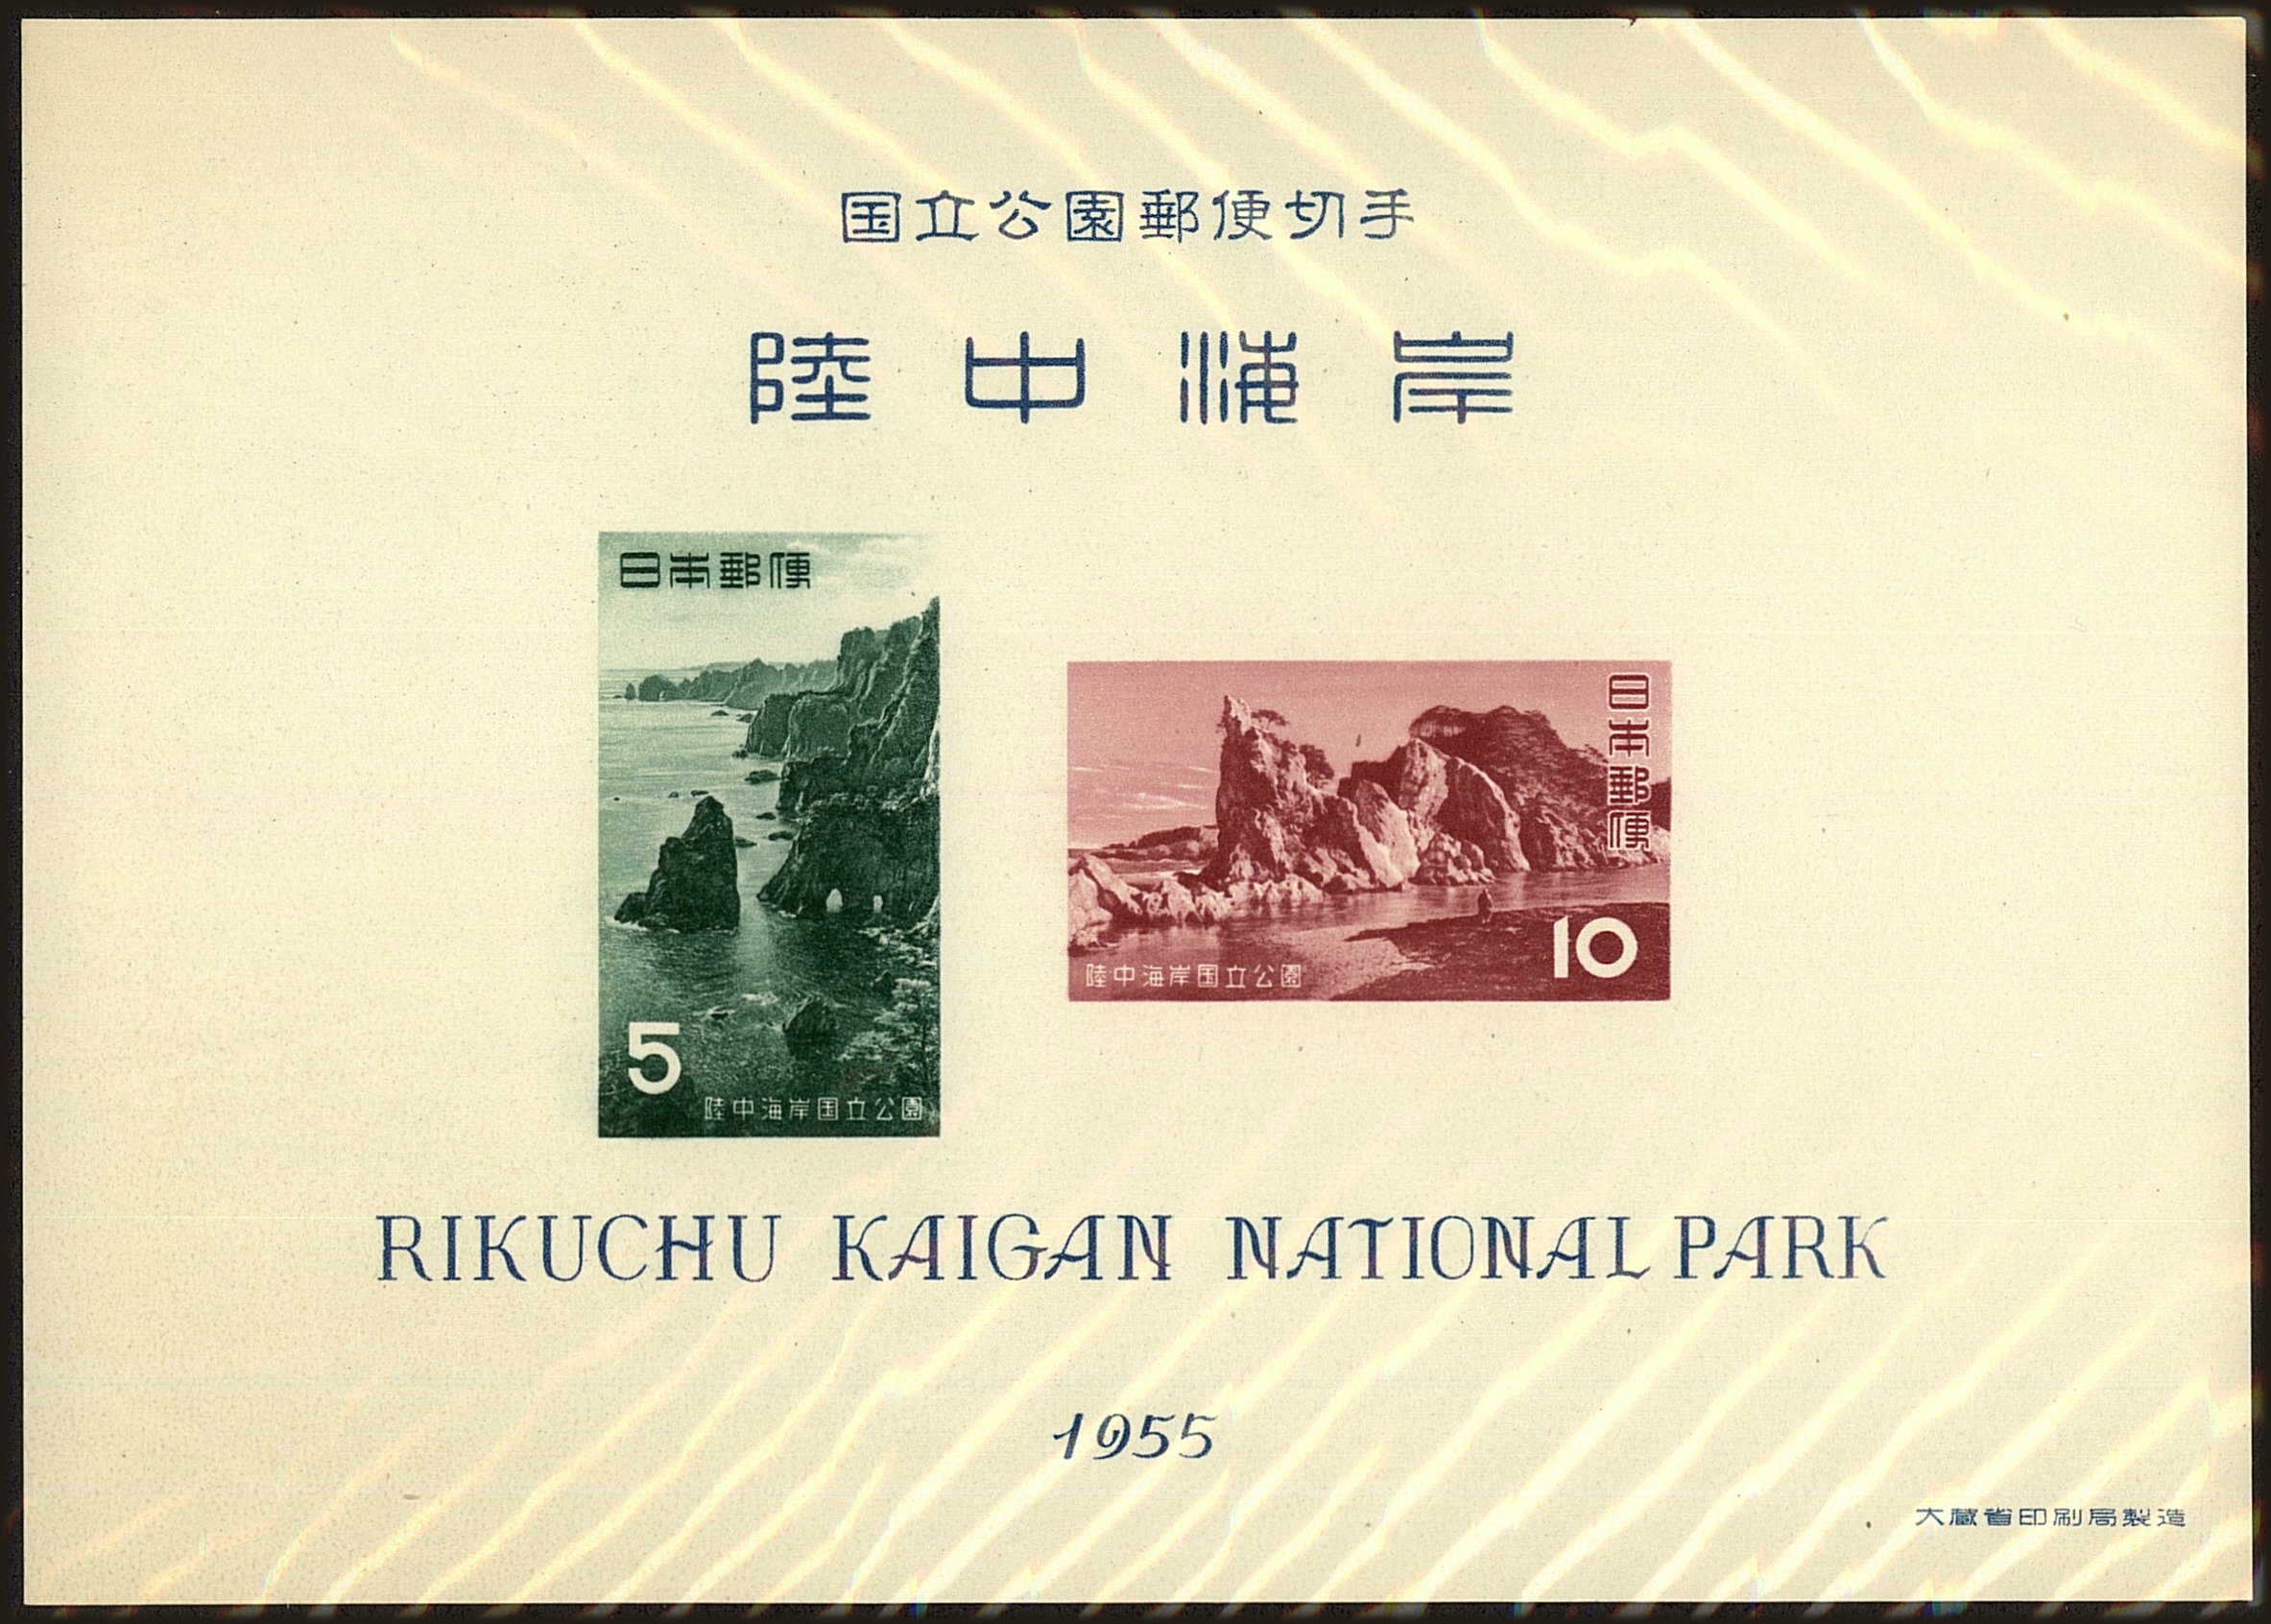 国立公園郵便切手
陸中海岸
日本郵便
5
陸中海岸国立公園
日本郵便
10
陸中海岸国立公園
RIKUCHU KAIGAN NATIONAL PARK
1955
大蔵省印刷局製造